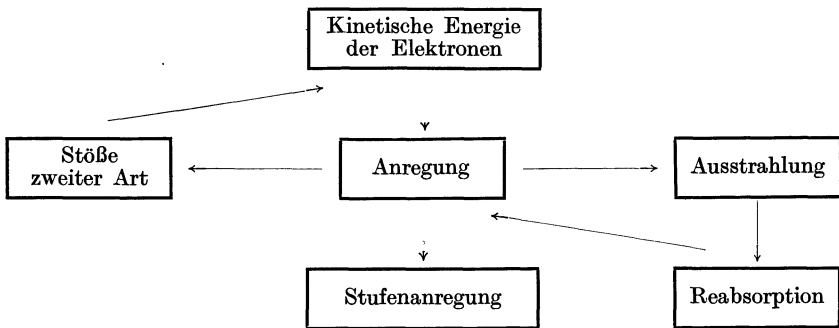 Kinetische Energie
der Elektronen
Stöße
zweiter Art
Anregung
Ausstrahlung
Stufenanregung
Reabsorption